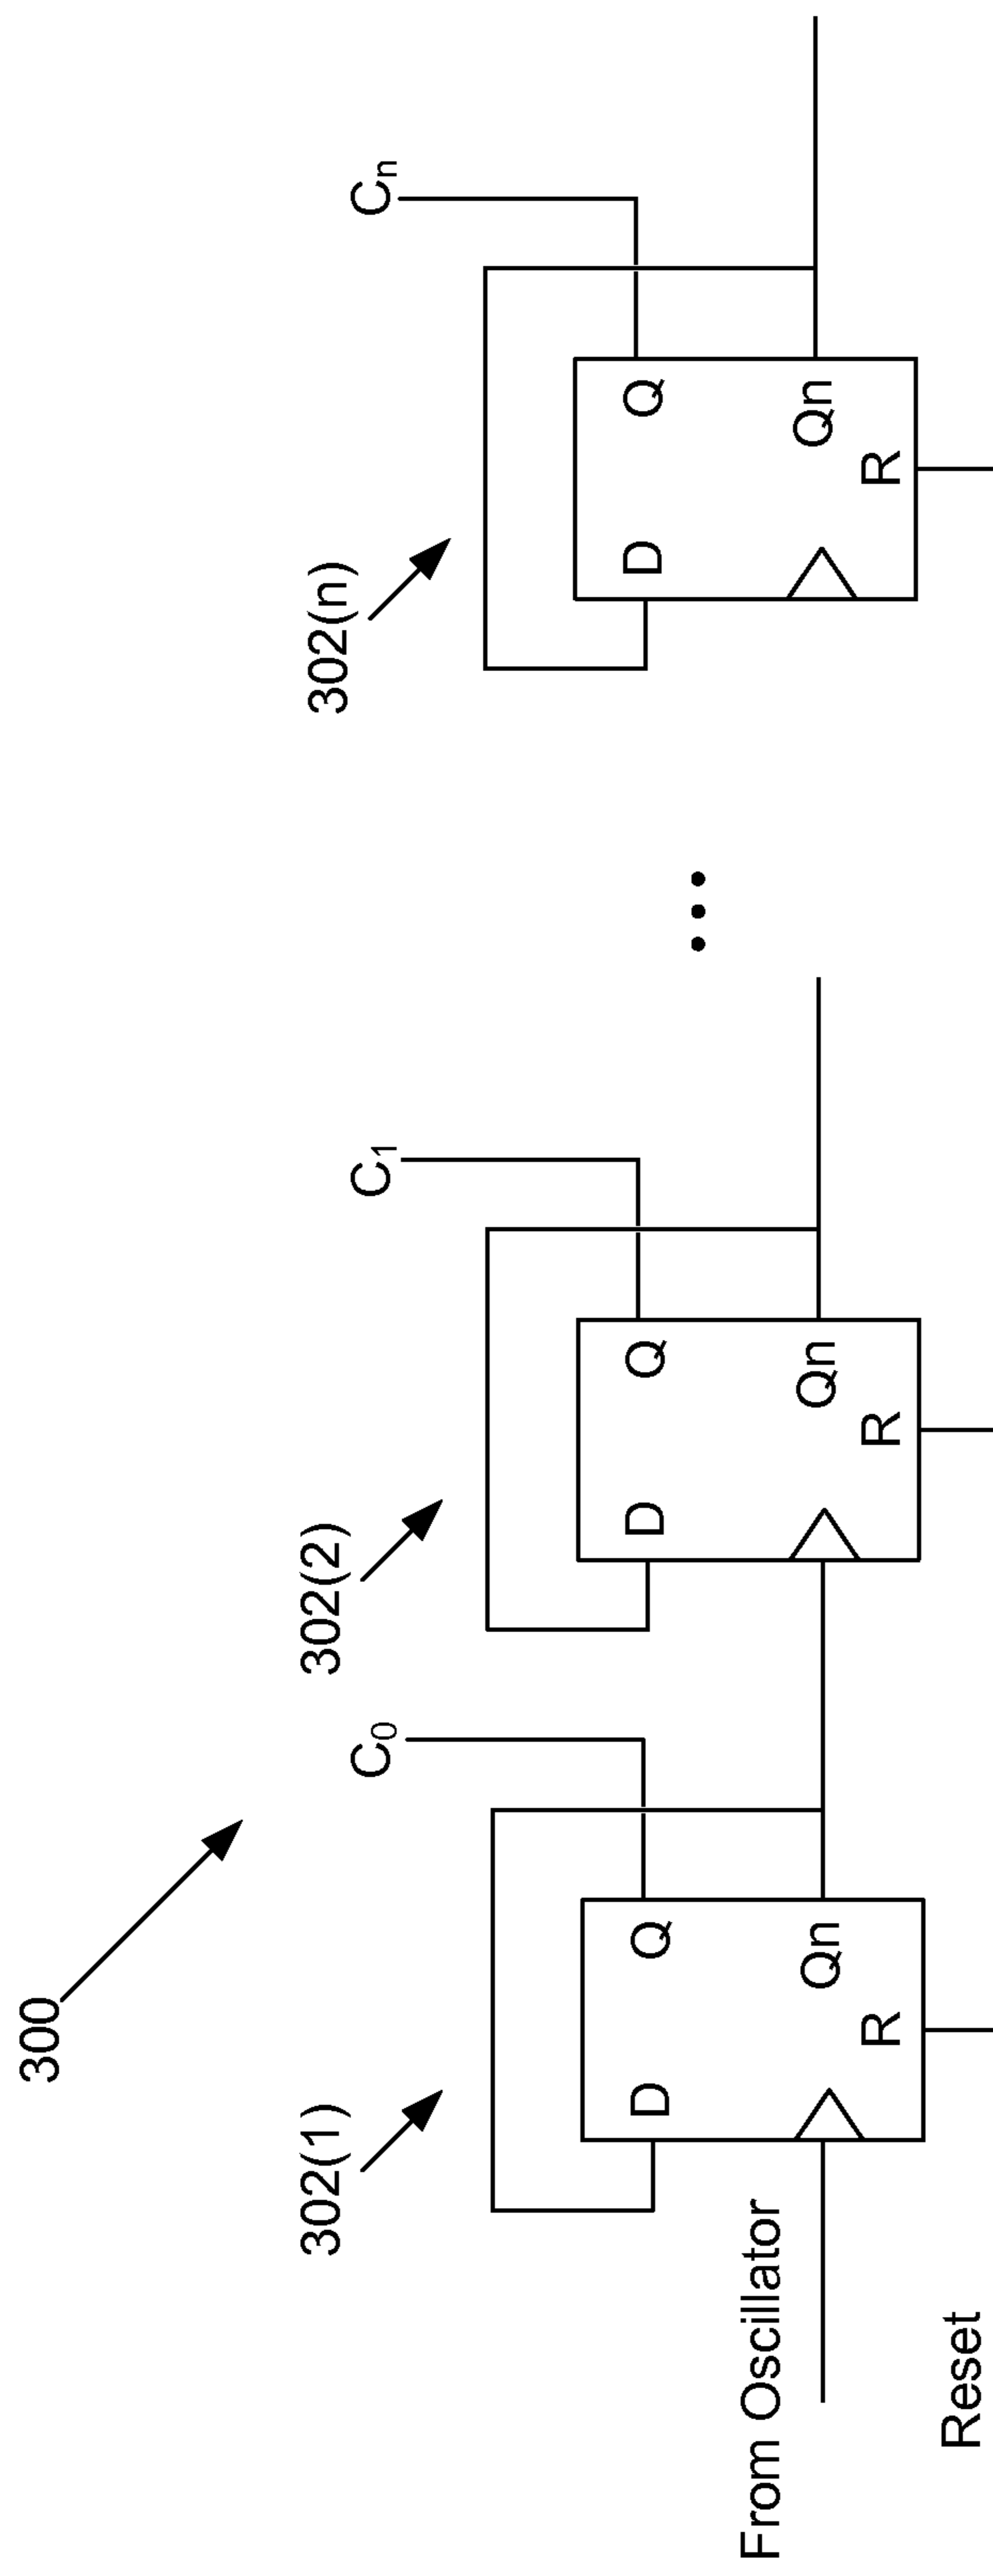 300
302(1)
302(2)
302(n)
C0
C1
Cn
D
Q
Qn
R
D
Q
Qn
R
D
Q
Qn
R
From Oscillator
Reset